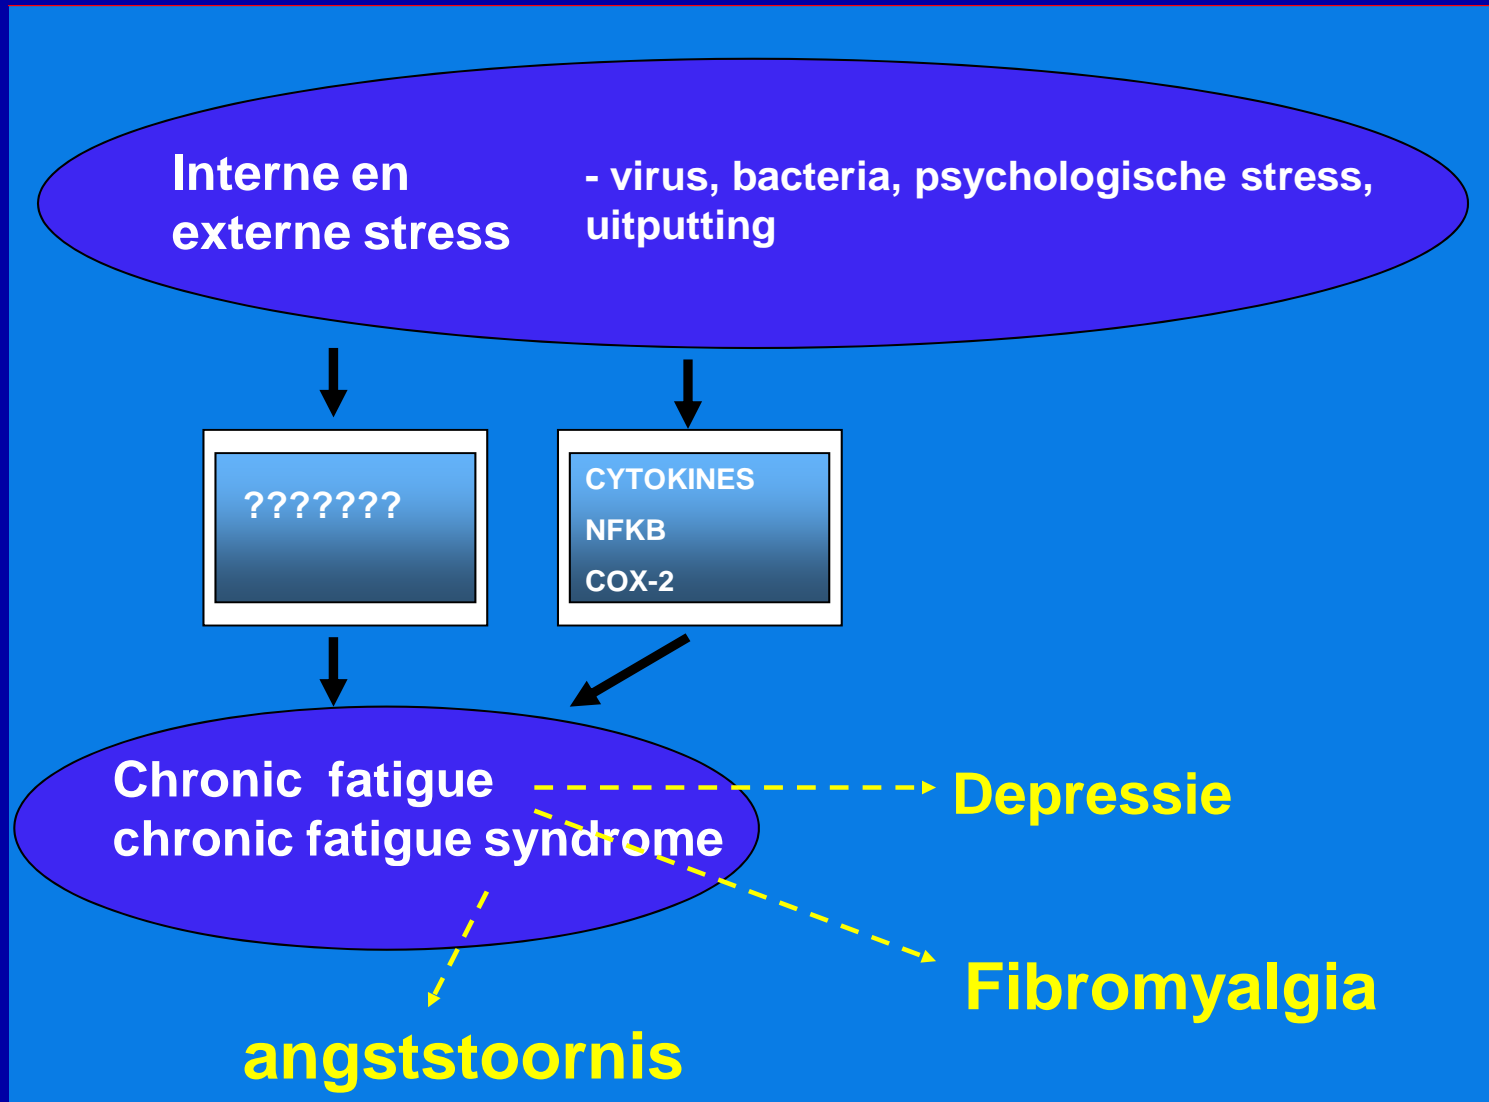 Interne en
externe stress
- virus, bacteria, psychologische stress,
uitputting
???????
CYTOKINES
NFKB
COX-2
Chronic fatigue
chronic fatigue syndrome
Depressie
Fibromyalgia
angststoornis